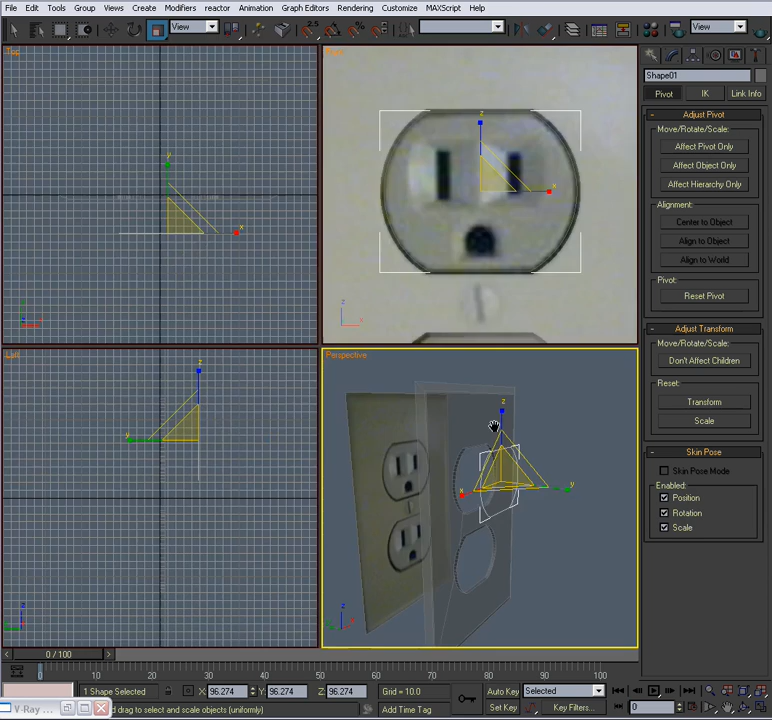 File Edit Tools Group Views Create Modifiers reactor Animation Graph Editors Rendering Customize MAXScript Help
View
View
Shape01
Pivot IK Link Info
- Adjust Pivot
Move/Rotate/Scale:
Affect Pivot Only
Affect Object Only
Affect Hierarchy Only
Alignment:
Center to Object
Align to Object
Align to World
Pivot:
Reset Pivot
- Adjust Transform
Move/Rotate/Scale:
Don't Affect Children
Reset:
Transform
Scale
- Skin Pose
Skin Pose Mode
Enabled:
Position
Rotation
Scale
Top
y
x
z
x
z
x
Left
z
y
z
y
Perspective
z
x
y
z
0 / 100
0 10 20 30 40 50 60 70 80 90 100
1 Shape Selected X: 96.274 Y: 96.274 Z: 96.274 Grid = 10.0 Auto Key Selected
V-Ray ... d drag to select and scale objects (uniformly) Add Time Tag Set Key Key Filters... 0